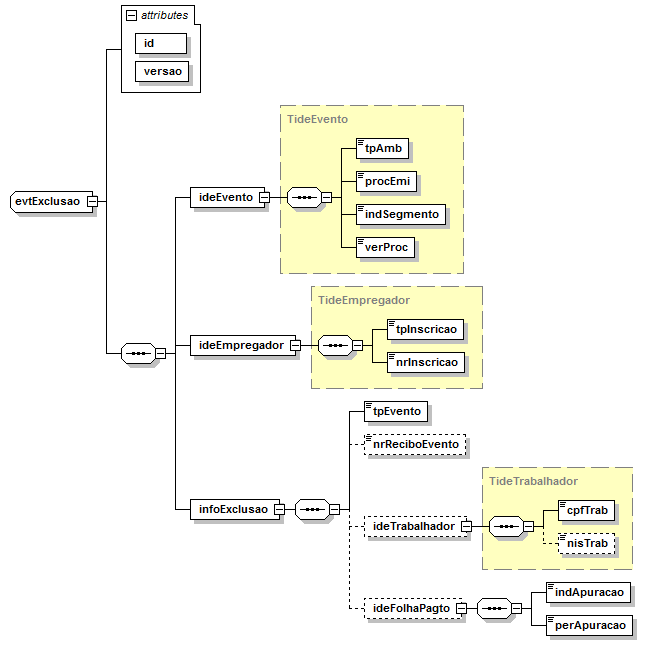 attributes
id
versao
evtExclusao
ideEvento
TideEvento
tpAmb
procEmi
indSegmento
verProc
ideEmpregador
TideEmpregador
tpInscricao
nrInscricao
infoExclusao
tpEvento
nrReciboEvento
ideTrabalhador
TideTrabalhador
cpfTrab
nisTrab
ideFolhaPagto
indApuracao
perApuracao